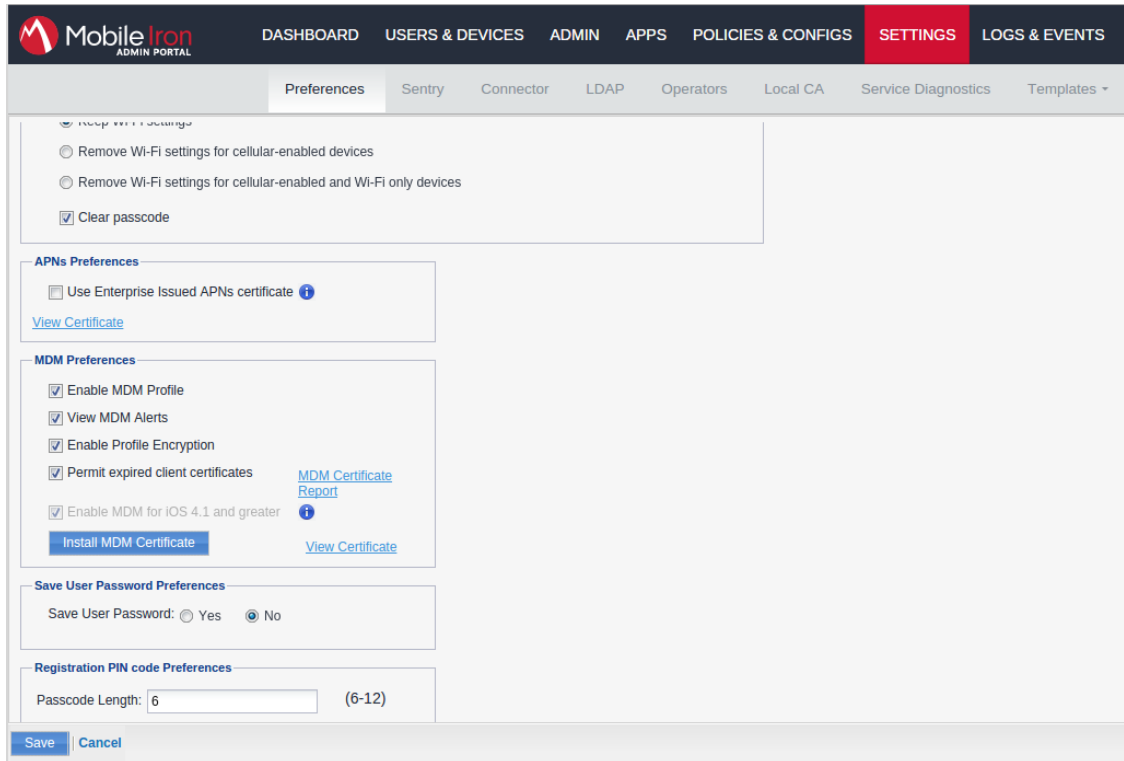 MobileIron
ADMIN PORTAL
DASHBOARD USERS & DEVICES ADMIN APPS POLICIES & CONFIGS SETTINGS LOGS & EVENTS
Preferences Sentry Connector LDAP Operators Local CA Service Diagnostics Templates
Keep Wi-Fi settings
Remove Wi-Fi settings for cellular-enabled devices
Remove Wi-Fi settings for cellular-enabled and Wi-Fi only devices
Clear passcode
APNs Preferences
Use Enterprise Issued APNs certificate i
View Certificate
MDM Preferences
Enable MDM Profile
View MDM Alerts
Enable Profile Encryption
Permit expired client certificates MDM Certificate
Report
Enable MDM for iOS 4.1 and greater i
Install MDM Certificate View Certificate
Save User Password Preferences
Save User Password: Yes No
Registration PIN code Preferences
Passcode Length: 6 (6-12)
Save | Cancel